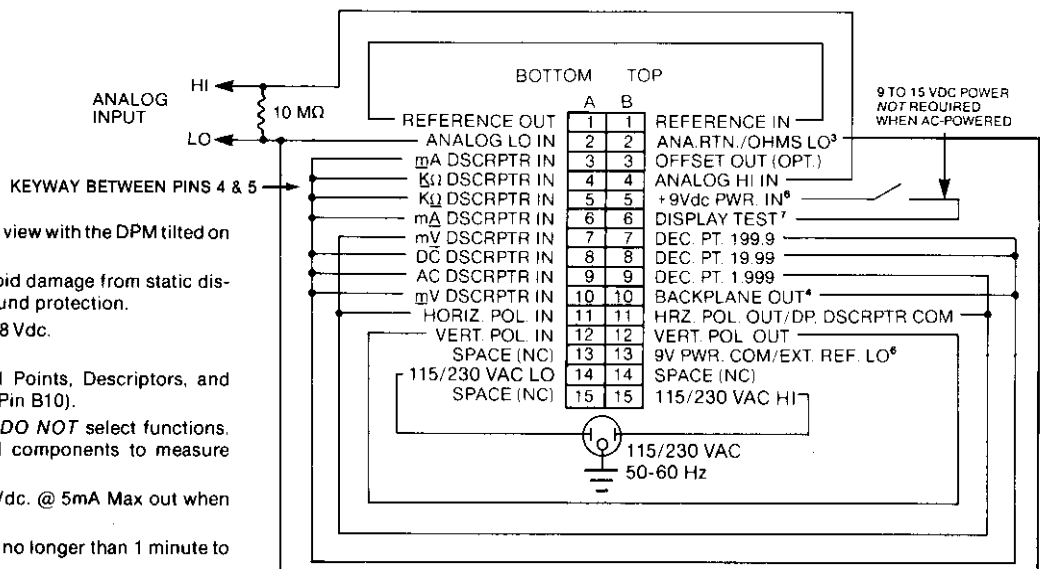 BOTTOM TOP
A B
HI
ANALOG INPUT
10 MΩ
LO
9 TO 15 VDC POWER
NOT REQUIRED
WHEN AC-POWERED
REFERENCE OUT 1 1 REFERENCE IN
ANALOG LO IN 2 2 ANA.RTN./OHMS LO³
mA DSCRPTR IN 3 3 OFFSET OUT (OPT.)
KΩ DSCRPTR IN 4 4 ANALOG HI IN
KΩ DSCRPTR IN 5 5 +9Vdc PWR. IN⁶
mA DSCRPTR IN 6 6 DISPLAY TEST⁷
mV DSCRPTR IN 7 7 DEC. PT. 199.9
DC DSCRPTR IN 8 8 DEC. PT. 19.99
AC DSCRPTR IN 9 9 DEC. PT. 1.999
mV DSCRPTR IN 10 10 BACKPLANE OUT⁴
HORIZ. POL. IN 11 11 HRZ. POL. OUT/DP. DSCRPTR COM
VERT. POL. IN 12 12 VERT. POL OUT
SPACE (NC) 13 13 9V PWR. COM/EXT. REF. LO⁶
115/230 VAC LO 14 14 SPACE (NC)
SPACE (NC) 15 15 115/230 VAC HI
115/230 VAC
50-60 Hz
KEYWAY BETWEEN PINS 4 & 5
view with the DPM tilted on
oid damage from static dis-
und protection.
8 Vdc.
l Points, Descriptors, and
Pin B10).
DO NOT select functions.
l components to measure
/dc. @ 5mA Max out when
no longer than 1 minute to